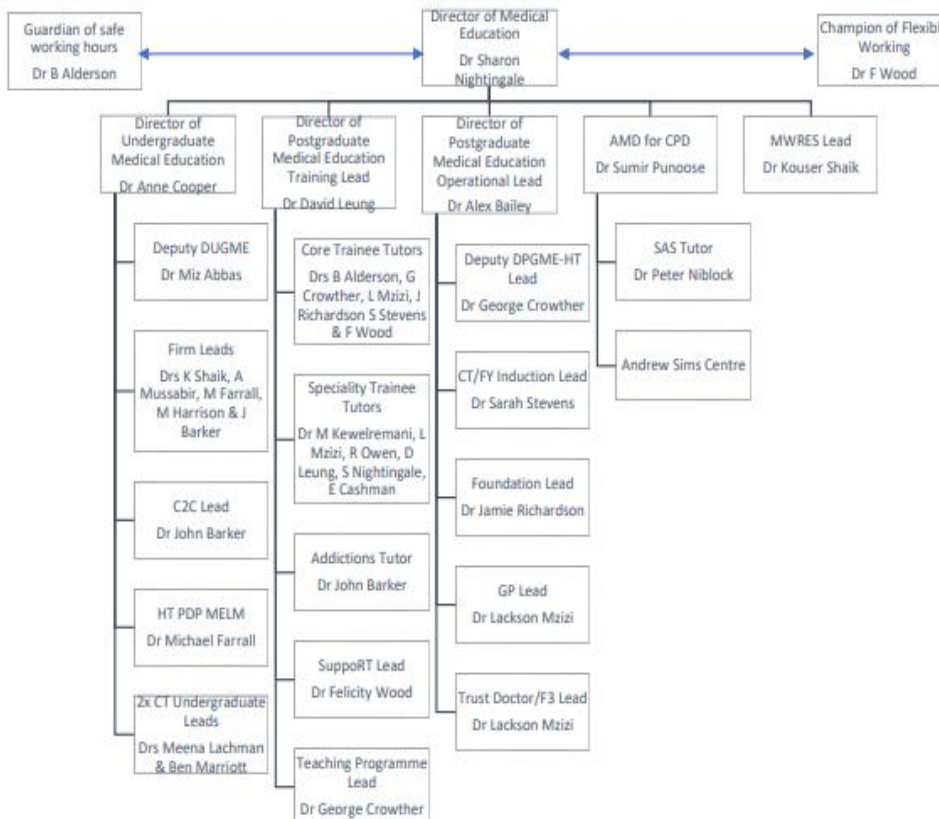 Guardian of safe
working hours
Dr B Alderson
Director of Medical
Education
Dr Sharon
Nightingale
Champion of Flexibl
Working
Dr F Wood
Director of
Undergraduate
Medical Education
Dr Anne Cooper
Director of
Postgraduate
Medical Education
Training Lead
Dr David Leung
Director of
Postgraduate
Medical Education
Operational Lead
Dr Alex Bailey
AMD for CPD
Dr Sumir Punoose
MWRES Lead
Dr Kouser Shaik
Deputy DUGME
Dr Miz Abbas
Firm Leads
Drs K Shaik, A
Mussabir, M Farrall,
M Harrison & J
Barker
C2C Lead
Dr John Barker
HT PDP MELM
Dr Michael Farrall
2x CT Undergraduate
Leads
Drs Meena Lachman
& Ben Marriott
Core Trainee Tutors
Drs B Alderson, G
Crowther, L Mzizi, J
Richardson S Stevens
& F Wood
Speciality Trainee
Tutors
Dr M Kewelremani, L
Mzizi, R Owen, D
Leung, S Nightingale,
E Cashman
Addictions Tutor
Dr John Barker
SuppoRT Lead
Dr Felicity Wood
Teaching Programme
Lead
Dr George Crowther
Deputy DPGME-HT
Lead
Dr George Crowther
CT/FY Induction Lead
Dr Sarah Stevens
Foundation Lead
Dr Jamie Richardson
GP Lead
Dr Lackson Mzizi
Trust Doctor/F3 Lead
Dr Lackson Mzizi
SAS Tutor
Dr Peter Niblock
Andrew Sims Centre